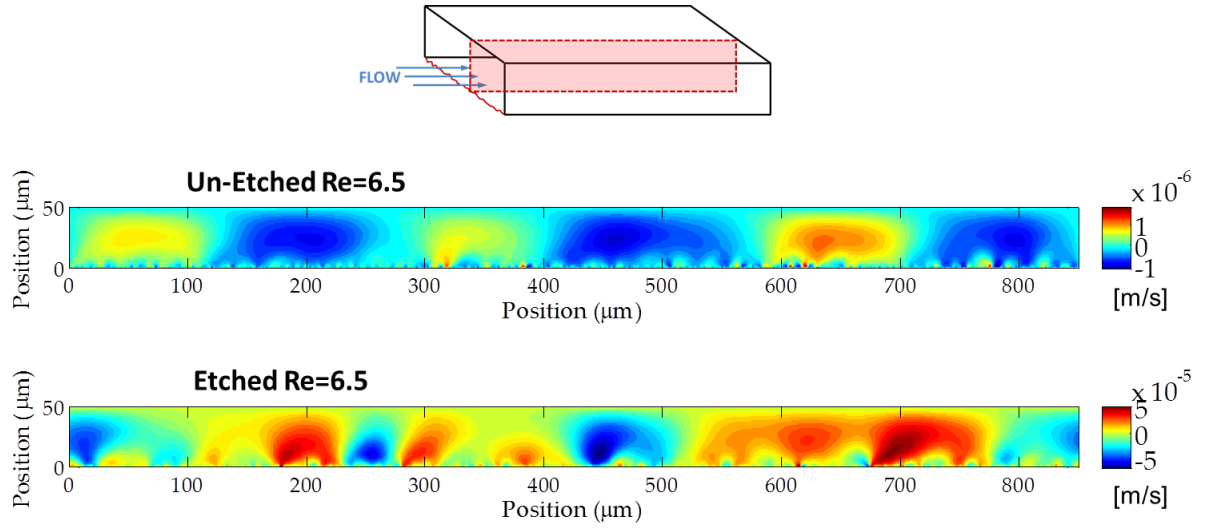 FLOW
Un-Etched Re=6.5
Position (μm)
50
0
0 100 200 300 400 500 600 700 800
Position (μm)
x 10^-6
1
0
-1
[m/s]
Etched Re=6.5
Position (μm)
50
0
0 100 200 300 400 500 600 700 800
Position (μm)
x 10^-5
5
0
-5
[m/s]